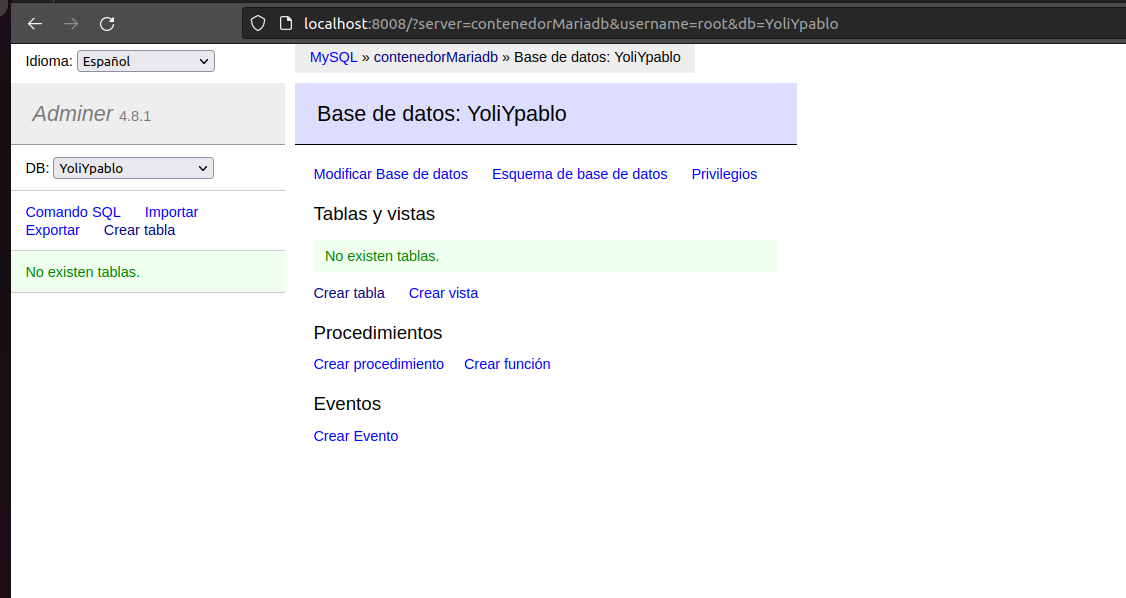 localhost:8008/?server=contenedorMariadb&username=root&db=YoliYpablo
Idioma: Español
MySQL » contenedorMariadb » Base de datos: YoliYpablo
Adminer 4.8.1
Base de datos: YoliYpablo
DB: YoliYpablo
Modificar Base de datos Esquema de base de datos Privilegios
Comando SQL Importar
Exportar Crear tabla
No existen tablas.
Tablas y vistas
No existen tablas.
Crear tabla Crear vista
Procedimientos
Crear procedimiento Crear función
Eventos
Crear Evento